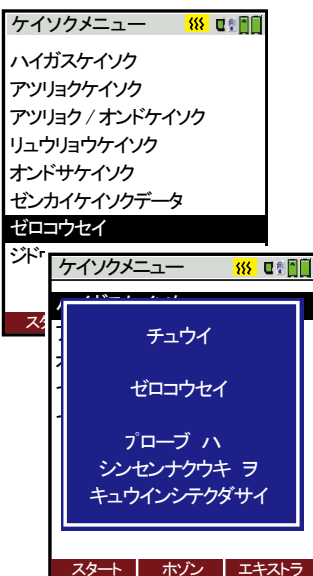 ケイソクメニュー
ハイガスケイソク
アツリョクケイソク
アツリョク / オンドケイソク
リュウリョウケイソク
オンドサケイソク
ゼンカイケイソクデータ
ゼロコウセイ
ケイソクメニュー
チュウイ
ゼロコウセイ
プローブ ハ
シンセンナクウキ ヲ
キュウインシテクダサイ
スタート ホゾン エキストラ